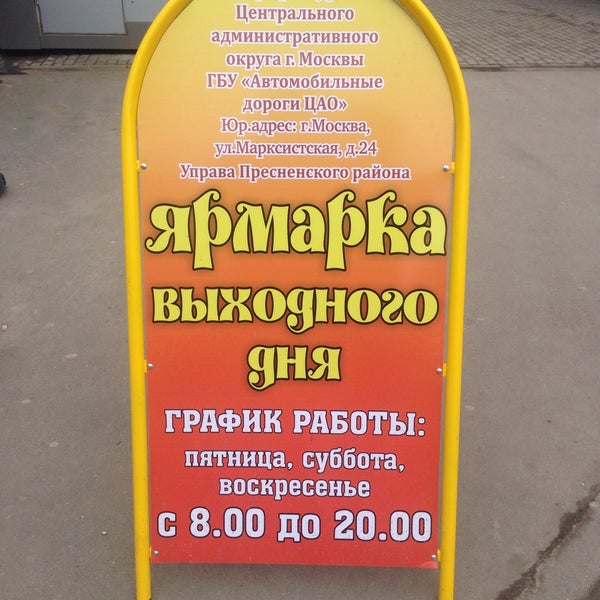 Центрального
административного
округа г. Москвы
ГБУ «Автомобильные
дороги ЦАО»
Юр.адрес: г.Москва,
ул.Марксистская, д.24
Управа Пресненского района
ЯРМАРКА
ВЫХОДНОГО
ДНЯ
ГРАФИК РАБОТЫ:
пятница, суббота,
воскресенье
с 8.00 до 20.00